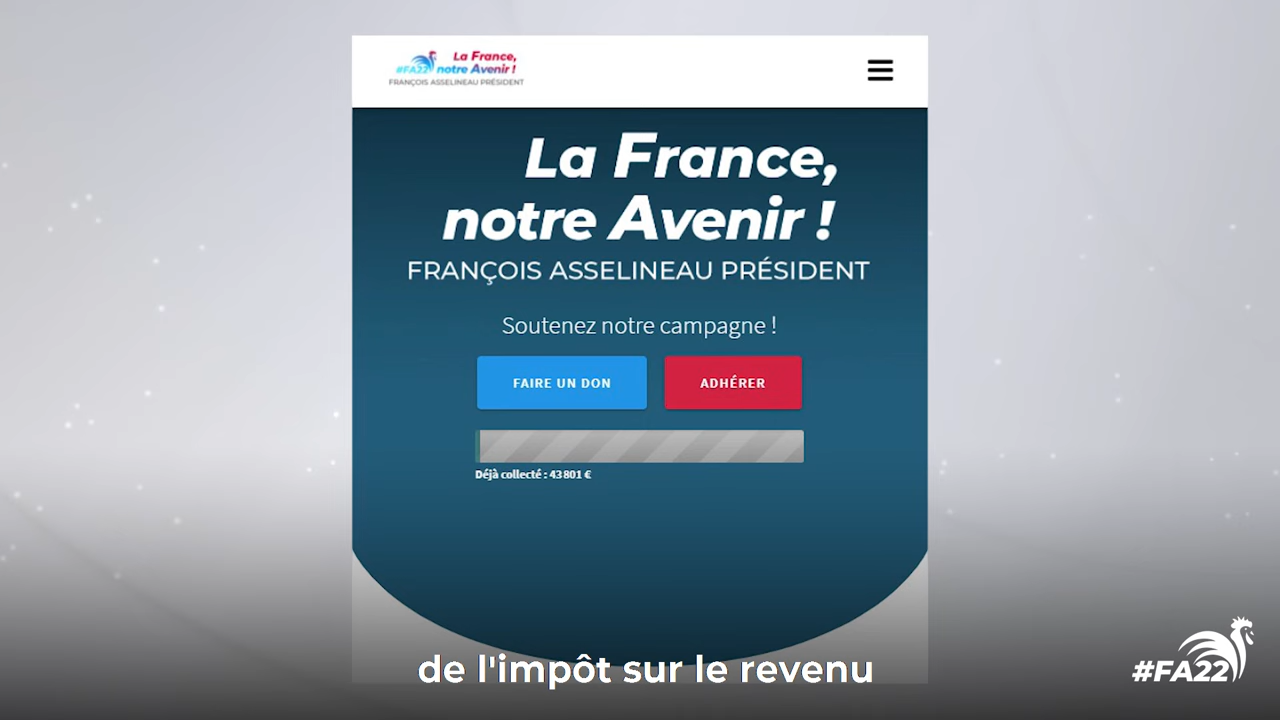 #FA22
La France,
notre Avenir !
FRANÇOIS ASSELINEAU PRÉSIDENT
La France,
notre Avenir !
FRANÇOIS ASSELINEAU PRÉSIDENT
Soutenez notre campagne !
FAIRE UN DON
ADHÉRER
Déjà collecté : 43 801 €
de l'impôt sur le revenu
#FA22